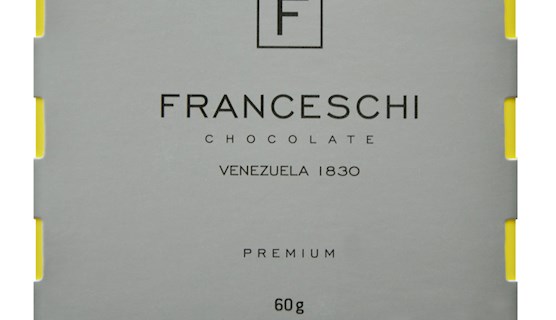 F
FRANCESCHI
CHOCOLATE
VENEZUELA 1830
PREMIUM
60g